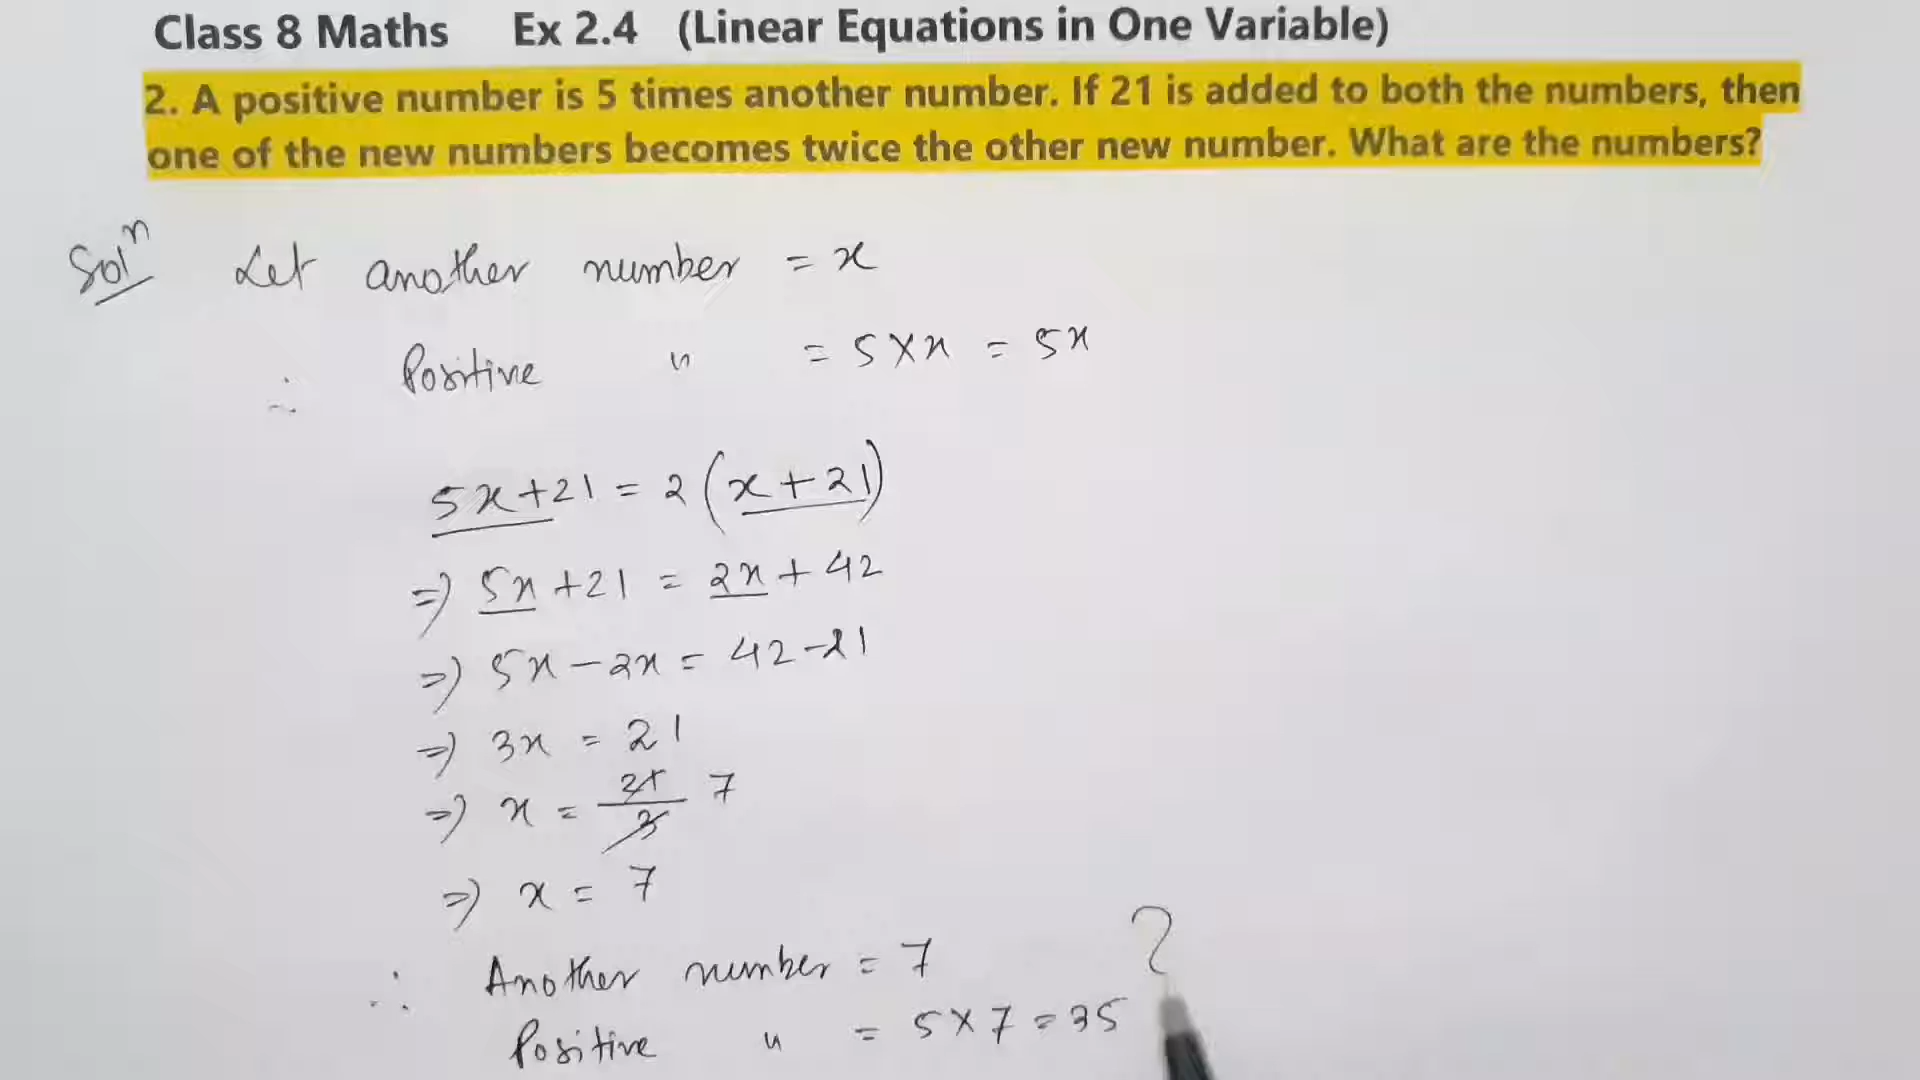 Class 8 Maths Ex 2.4 (Linear Equations in One Variable)
2. A positive number is 5 times another number. If 21 is added to both the numbers, then
one of the new numbers becomes twice the other new number. What are the numbers?
Solⁿ Let another number = x
∴ Positive " = 5×x = 5x
5x+21 = 2(x+21)
⇒ 5x+21 = 2x+42
⇒ 5x-2x = 42-21
⇒ 3x = 21
⇒ x = 21/3 7
⇒ x = 7
∴ Another number = 7
Positive " = 5×7=35